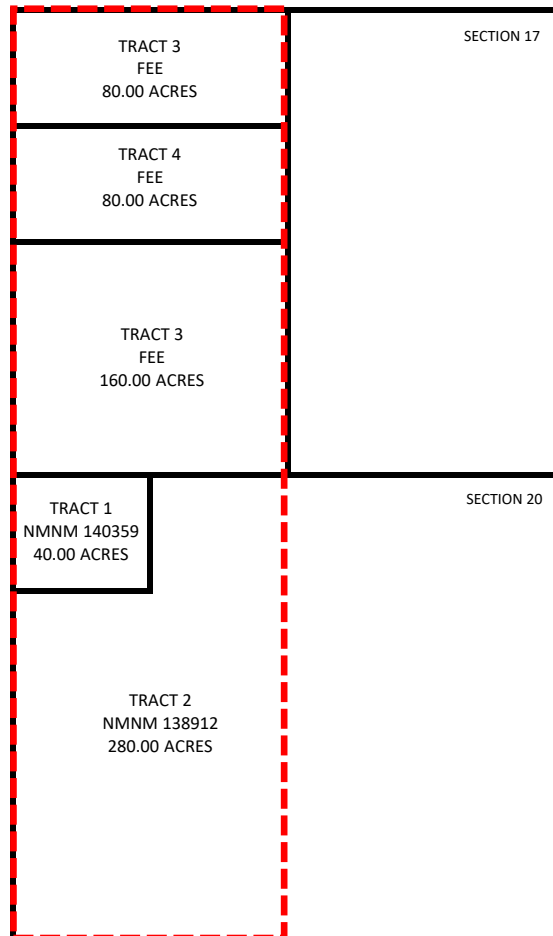 SECTION 17
TRACT 3
FEE
80.00 ACRES
TRACT 4
FEE
80.00 ACRES
TRACT 3
FEE
160.00 ACRES
SECTION 20
TRACT 1
NMNM 140359
40.00 ACRES
TRACT 2
NMNM 138912
280.00 ACRES